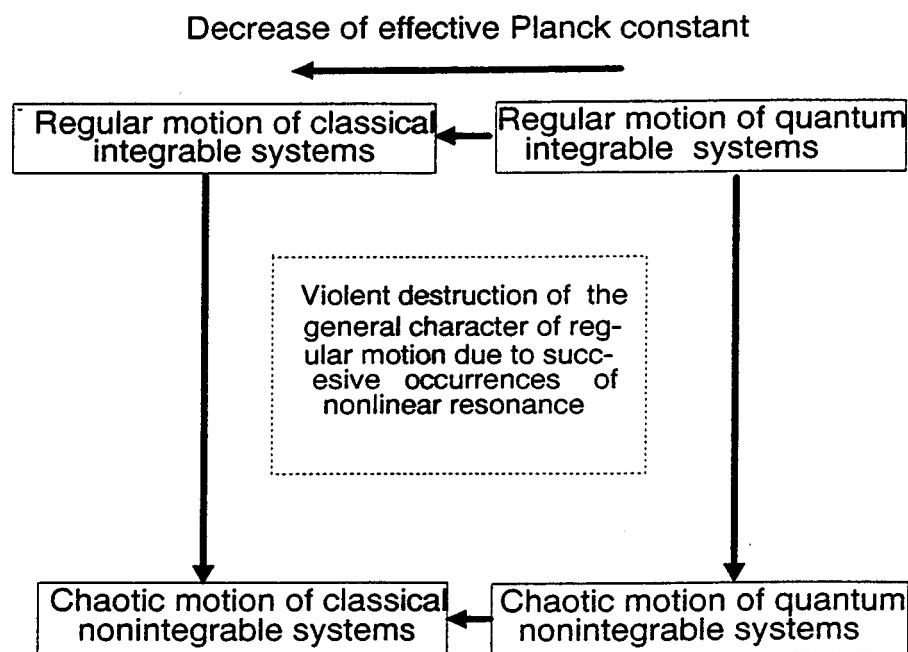 Decrease of effective Planck constant
Regular motion of classical
integrable systems
Regular motion of quantum
integrable systems
Violent destruction of the
general character of reg-
ular motion due to succ-
esive occurrences of
nonlinear resonance
Chaotic motion of classical
nonintegrable systems
Chaotic motion of quantum
nonintegrable systems